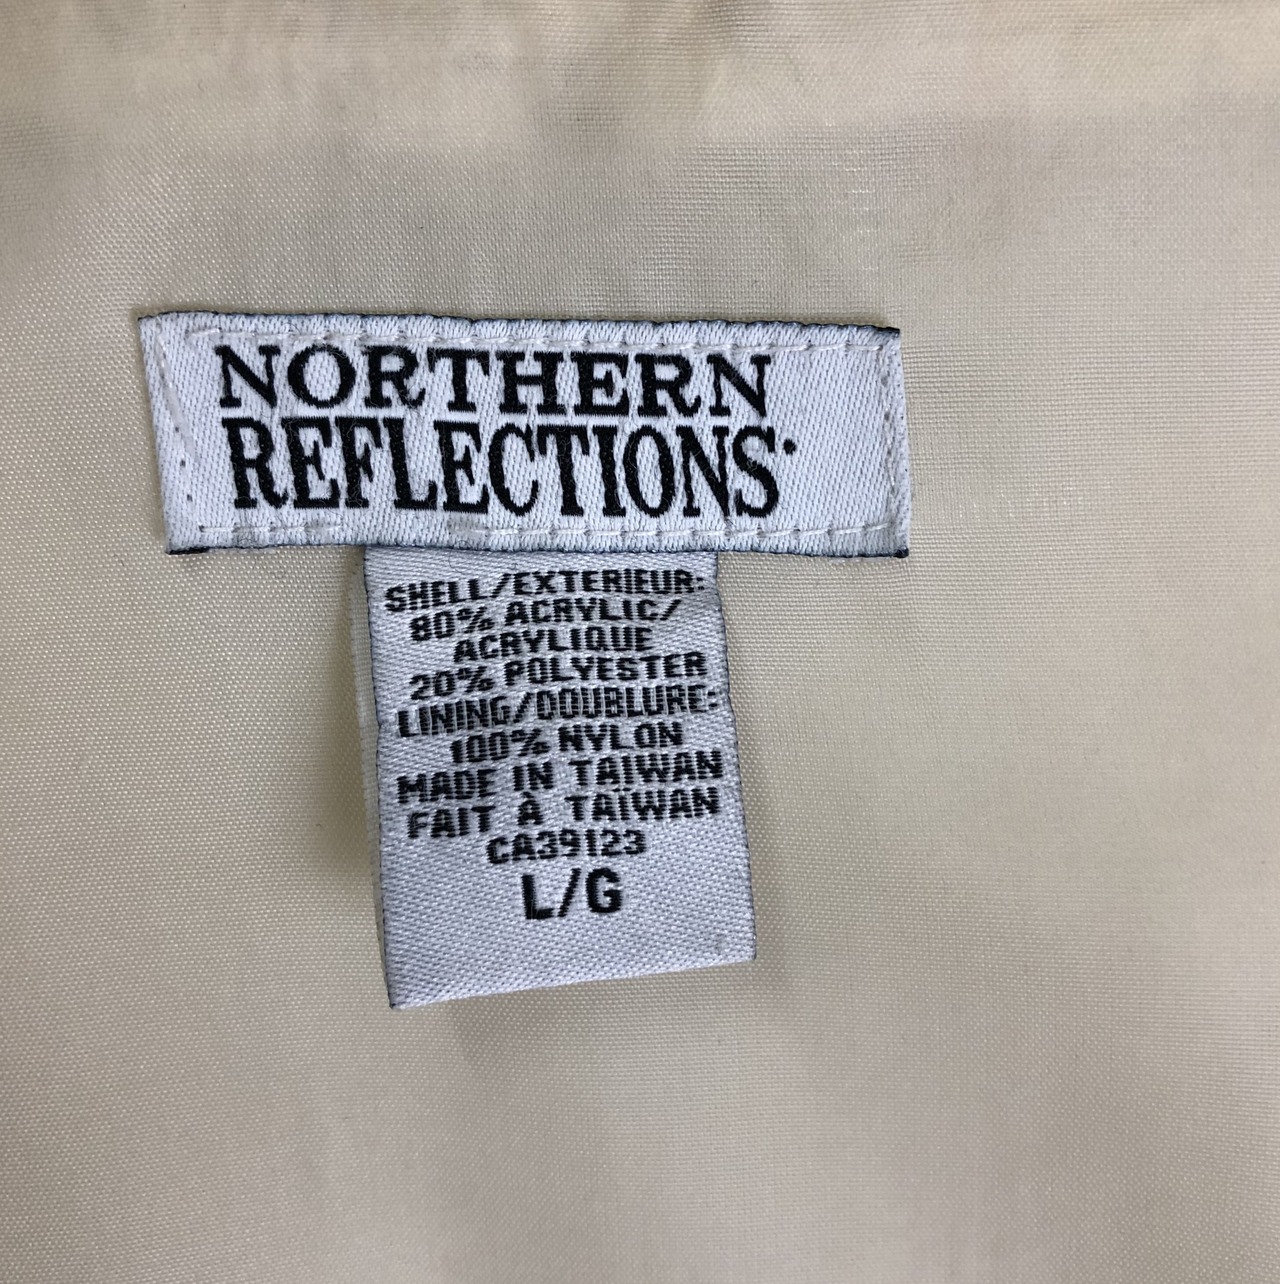 NORTHERN
REFLECTIONS
SHELL/EXTERIEUR:
80% ACRYLIC/
ACRYLIQUE
20% POLYESTER
LINING/DOUBLURE:
100% NYLON
MADE IN TAIWAN
FAIT À TAÏWAN
CA39123
L/G